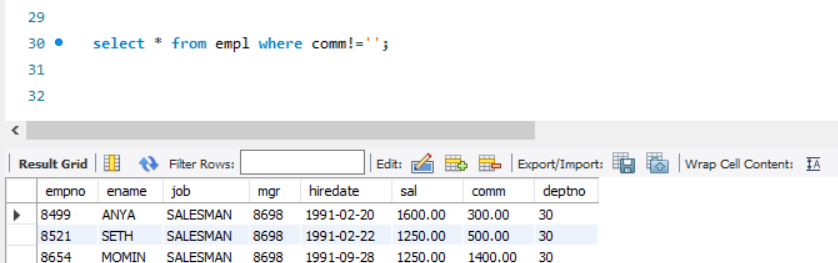 29
30 select * from empl where comm!='';
31
32
Result Grid Filter Rows: Edit: Export/Import: Wrap Cell Content:
empno ename job mgr hiredate sal comm deptno
8499 ANYA SALESMAN 8698 1991-02-20 1600.00 300.00 30
8521 SETH SALESMAN 8698 1991-02-22 1250.00 500.00 30
8654 MOMIN SALESMAN 8698 1991-09-28 1250.00 1400.00 30